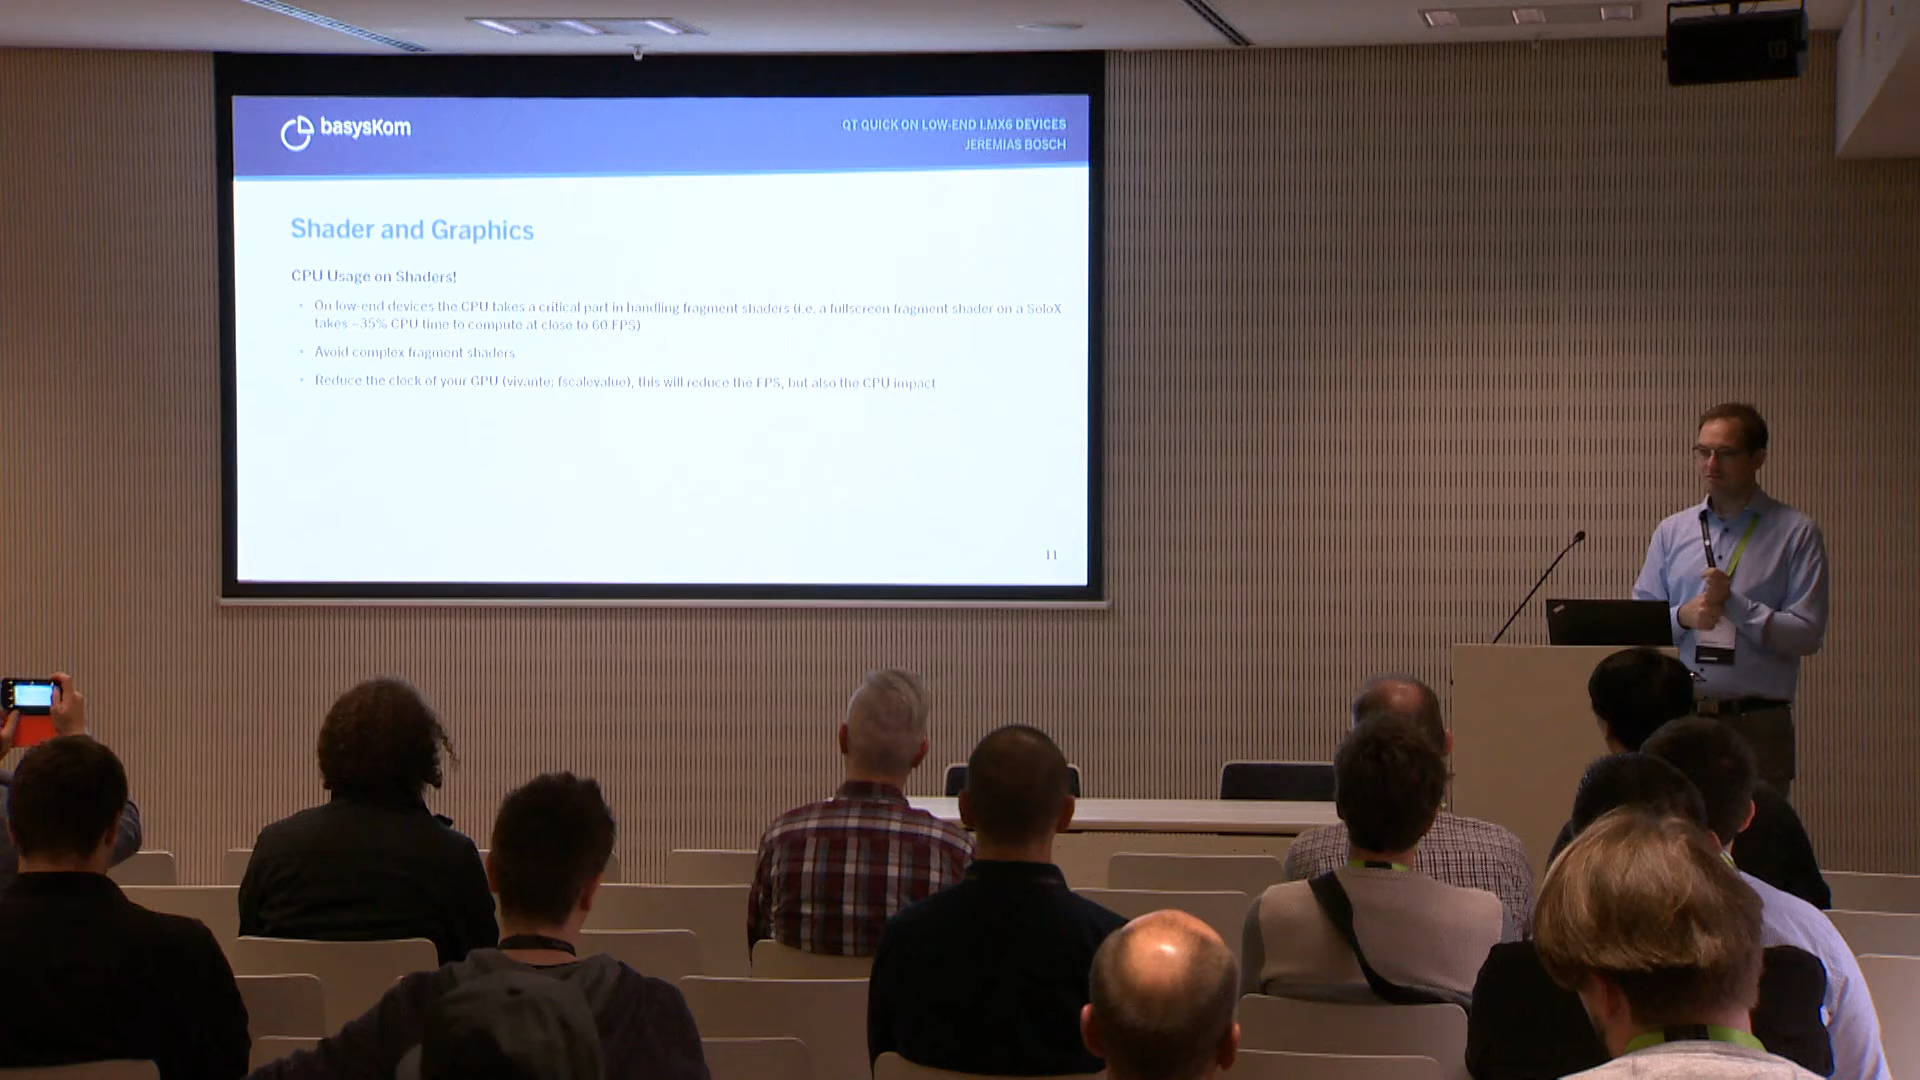 basysKom
QT QUICK ON LOW-END I.MX6 DEVICES
JEREMIAS BOSCH
Shader and Graphics
CPU Usage on Shaders!
• On low-end devices the CPU takes a critical part in handling fragment shaders (i.e. a fullscreen fragment shader on a SoloX
takes ~35% CPU time to compute at close to 60 FPS)
• Avoid complex fragment shaders
• Reduce the clock of your GPU (vivante: fscalevalue), this will reduce the FPS, but also the CPU impact
11